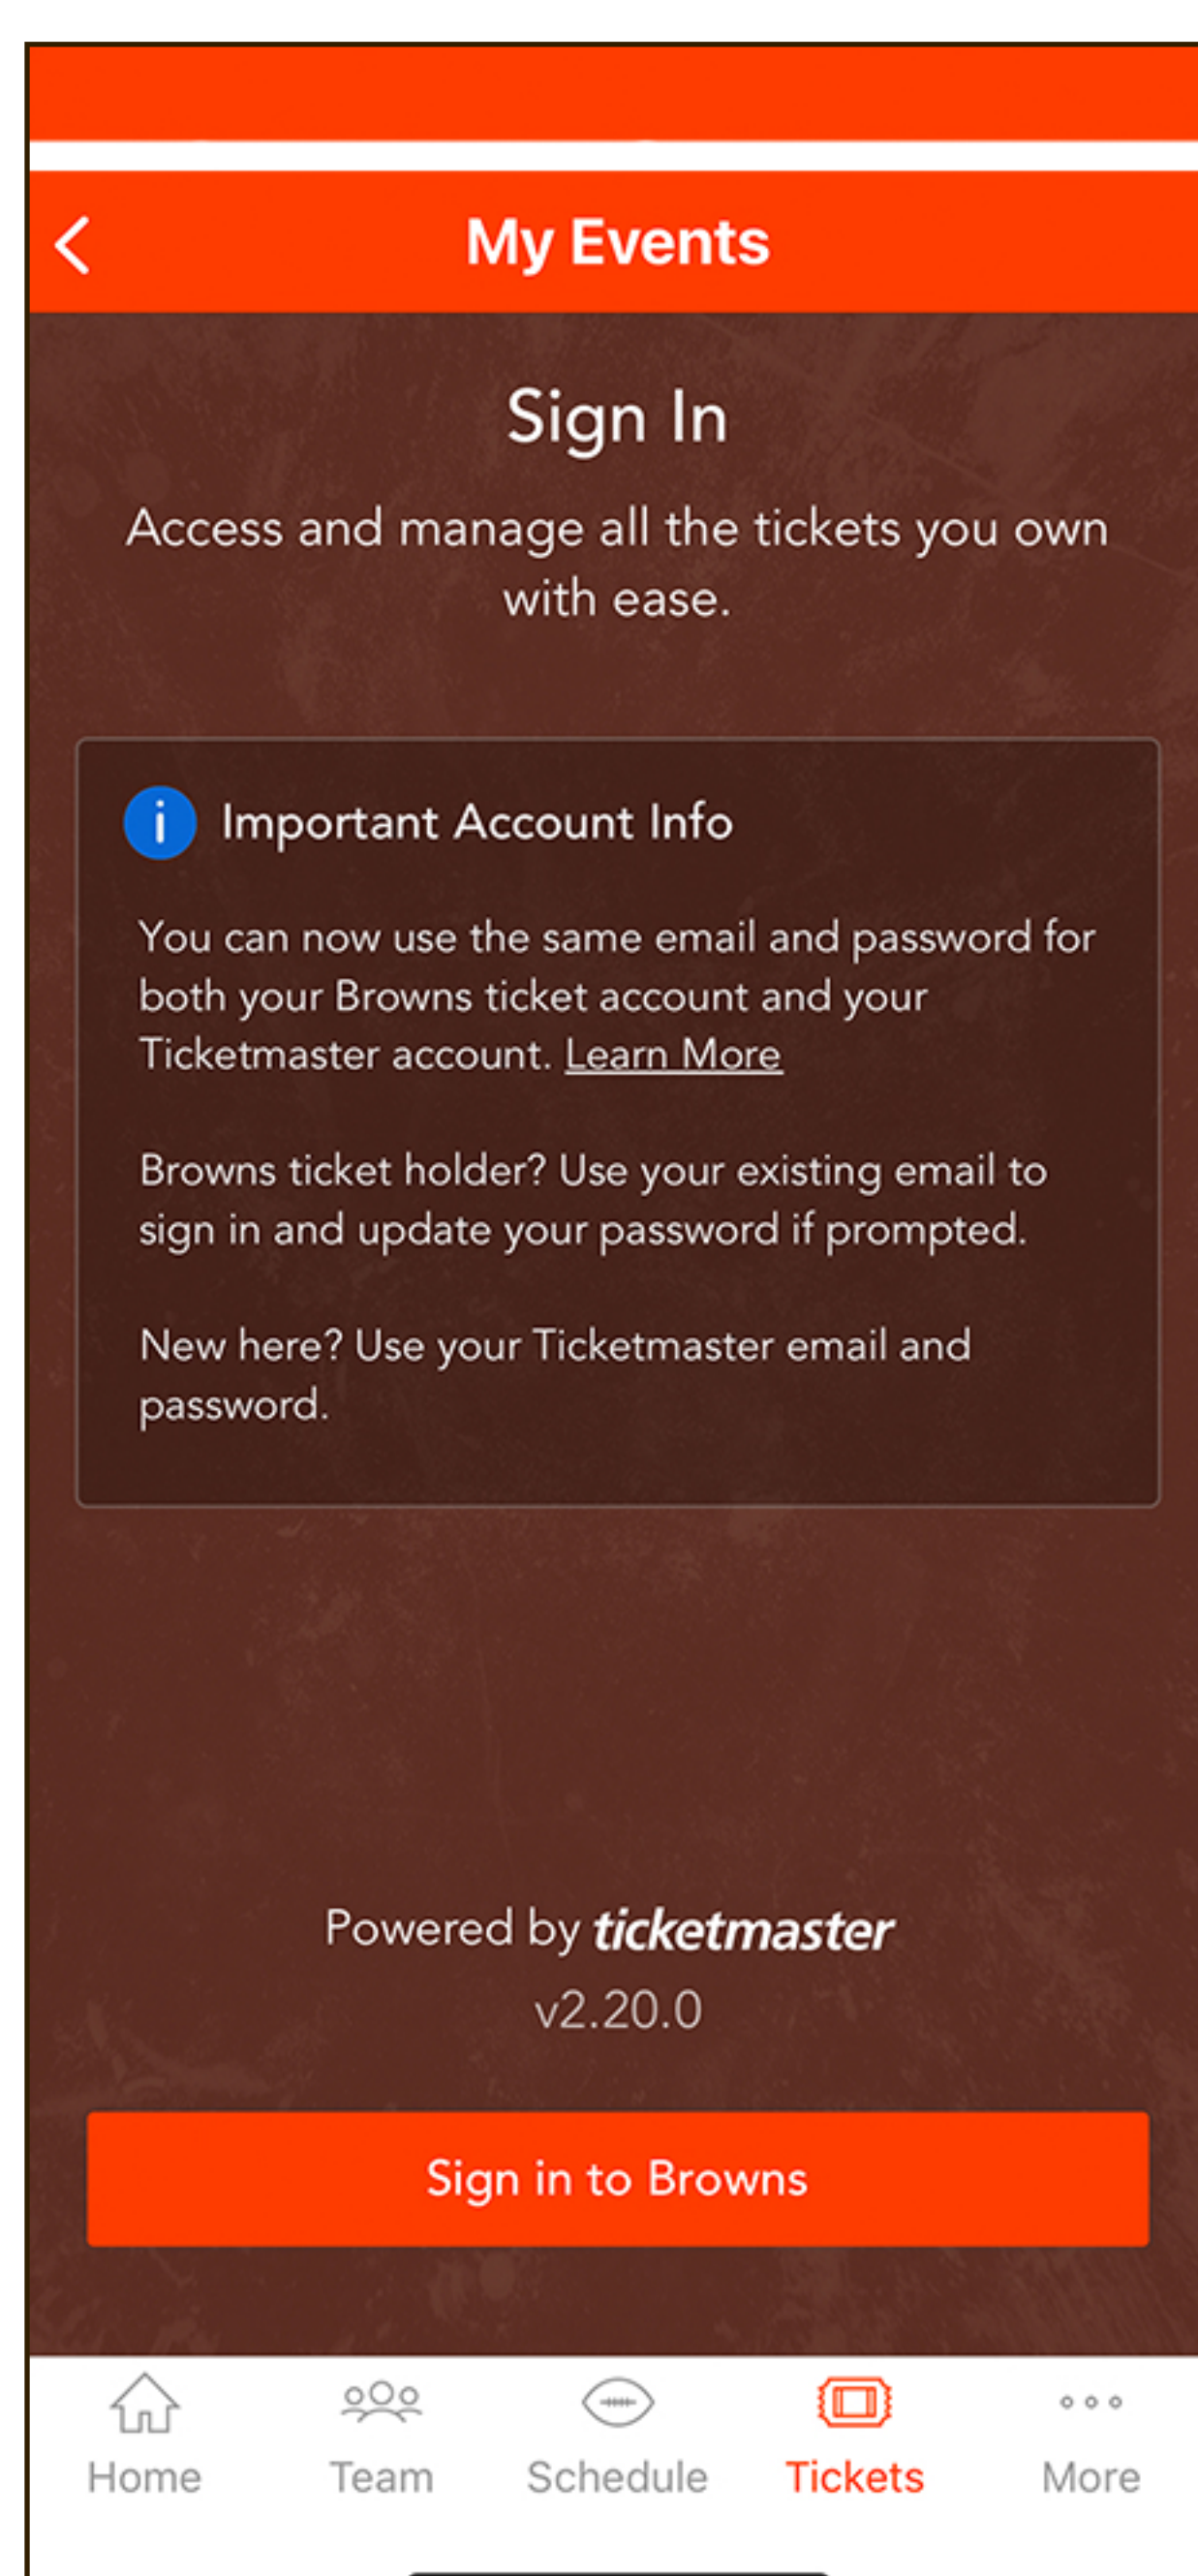 My Events
Sign In
Access and manage all the tickets you own
with ease.
i Important Account Info
You can now use the same email and password for
both your Browns ticket account and your
Ticketmaster account. Learn More
Browns ticket holder? Use your existing email to
sign in and update your password if prompted.
New here? Use your Ticketmaster email and
password.
Powered by ticketmaster
v2.20.0
Sign in to Browns
Home Team Schedule Tickets More